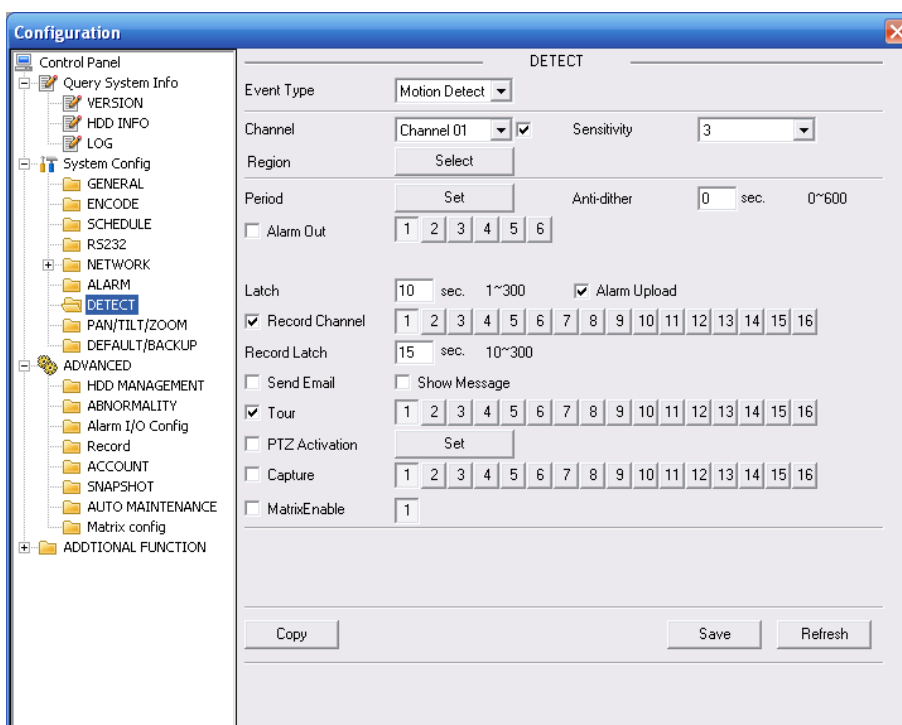 Configuration
Control Panel
Query System Info
VERSION
HDD INFO
LOG
System Config
GENERAL
ENCODE
SCHEDULE
RS232
NETWORK
ALARM
DETECT
PAN/TILT/ZOOM
DEFAULT/BACKUP
ADVANCED
HDD MANAGEMENT
ABNORMALITY
Alarm I/O Config
Record
ACCOUNT
SNAPSHOT
AUTO MAINTENANCE
Matrix config
ADDTIONAL FUNCTION
DETECT
Event Type Motion Detect
Channel Channel 01 Sensitivity 3
Region Select
Period Set Anti-dither 0 sec. 0~600
Alarm Out 1 2 3 4 5 6
Latch 10 sec. 1~300 Alarm Upload
Record Channel 1 2 3 4 5 6 7 8 9 10 11 12 13 14 15 16
Record Latch 15 sec. 10~300
Send Email Show Message
Tour 1 2 3 4 5 6 7 8 9 10 11 12 13 14 15 16
PTZ Activation Set
Capture 1 2 3 4 5 6 7 8 9 10 11 12 13 14 15 16
MatrixEnable 1
Copy Save Refresh